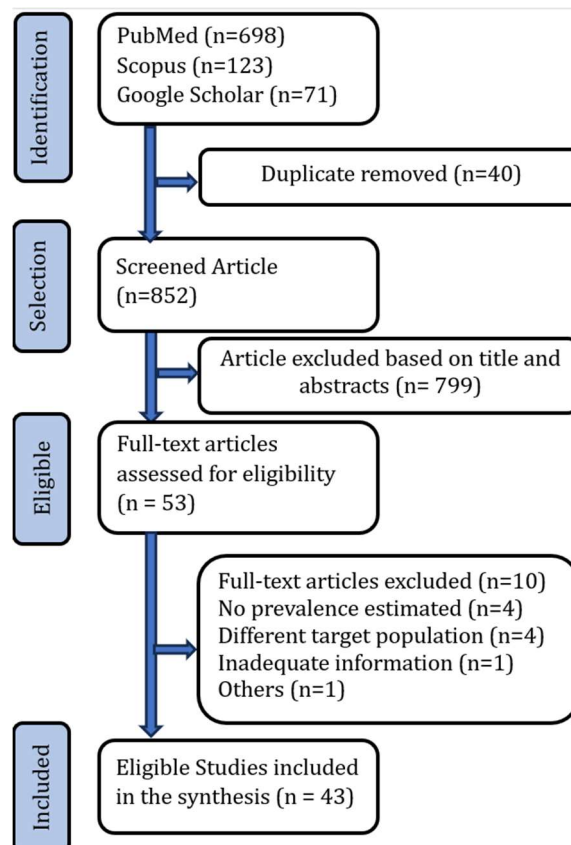 Identification
PubMed (n=698)
Scopus (n=123)
Google Scholar (n=71)
Duplicate removed (n=40)
Selection
Screened Article
(n=852)
Article excluded based on title and
abstracts (n= 799)
Eligible
Full-text articles
assessed for eligibility
(n = 53)
Full-text articles excluded (n=10)
No prevalence estimated (n=4)
Different target population (n=4)
Inadequate information (n=1)
Others (n=1)
Included
Eligible Studies included
in the synthesis (n = 43)